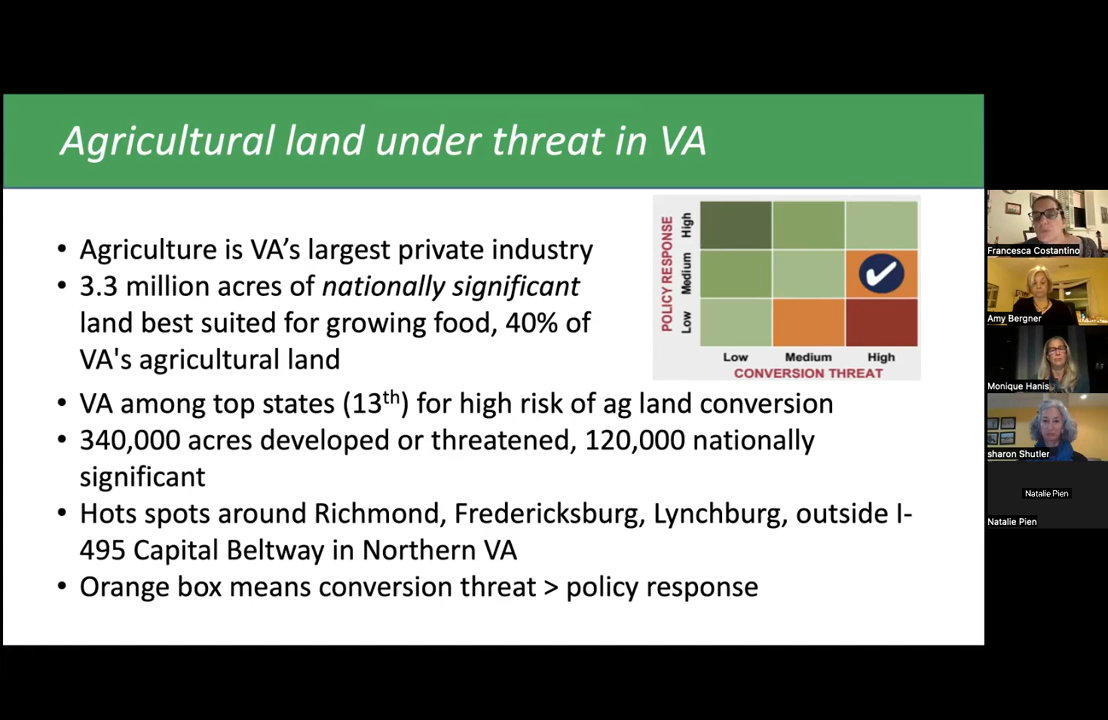 Agricultural land under threat in VA
• Agriculture is VA's largest private industry
• 3.3 million acres of nationally significant
land best suited for growing food, 40% of
VA's agricultural land
• VA among top states (13th) for high risk of ag land conversion
• 340,000 acres developed or threatened, 120,000 nationally
significant
• Hots spots around Richmond, Fredericksburg, Lynchburg, outside I-
495 Capital Beltway in Northern VA
• Orange box means conversion threat > policy response
POLICY RESPONSE
High
Medium
Low
Low Medium High
CONVERSION THREAT
Francesca Costantino
Amy Bergner
Monique Hanis
sharon Shutler
Natalie Pien
Natalie Pien